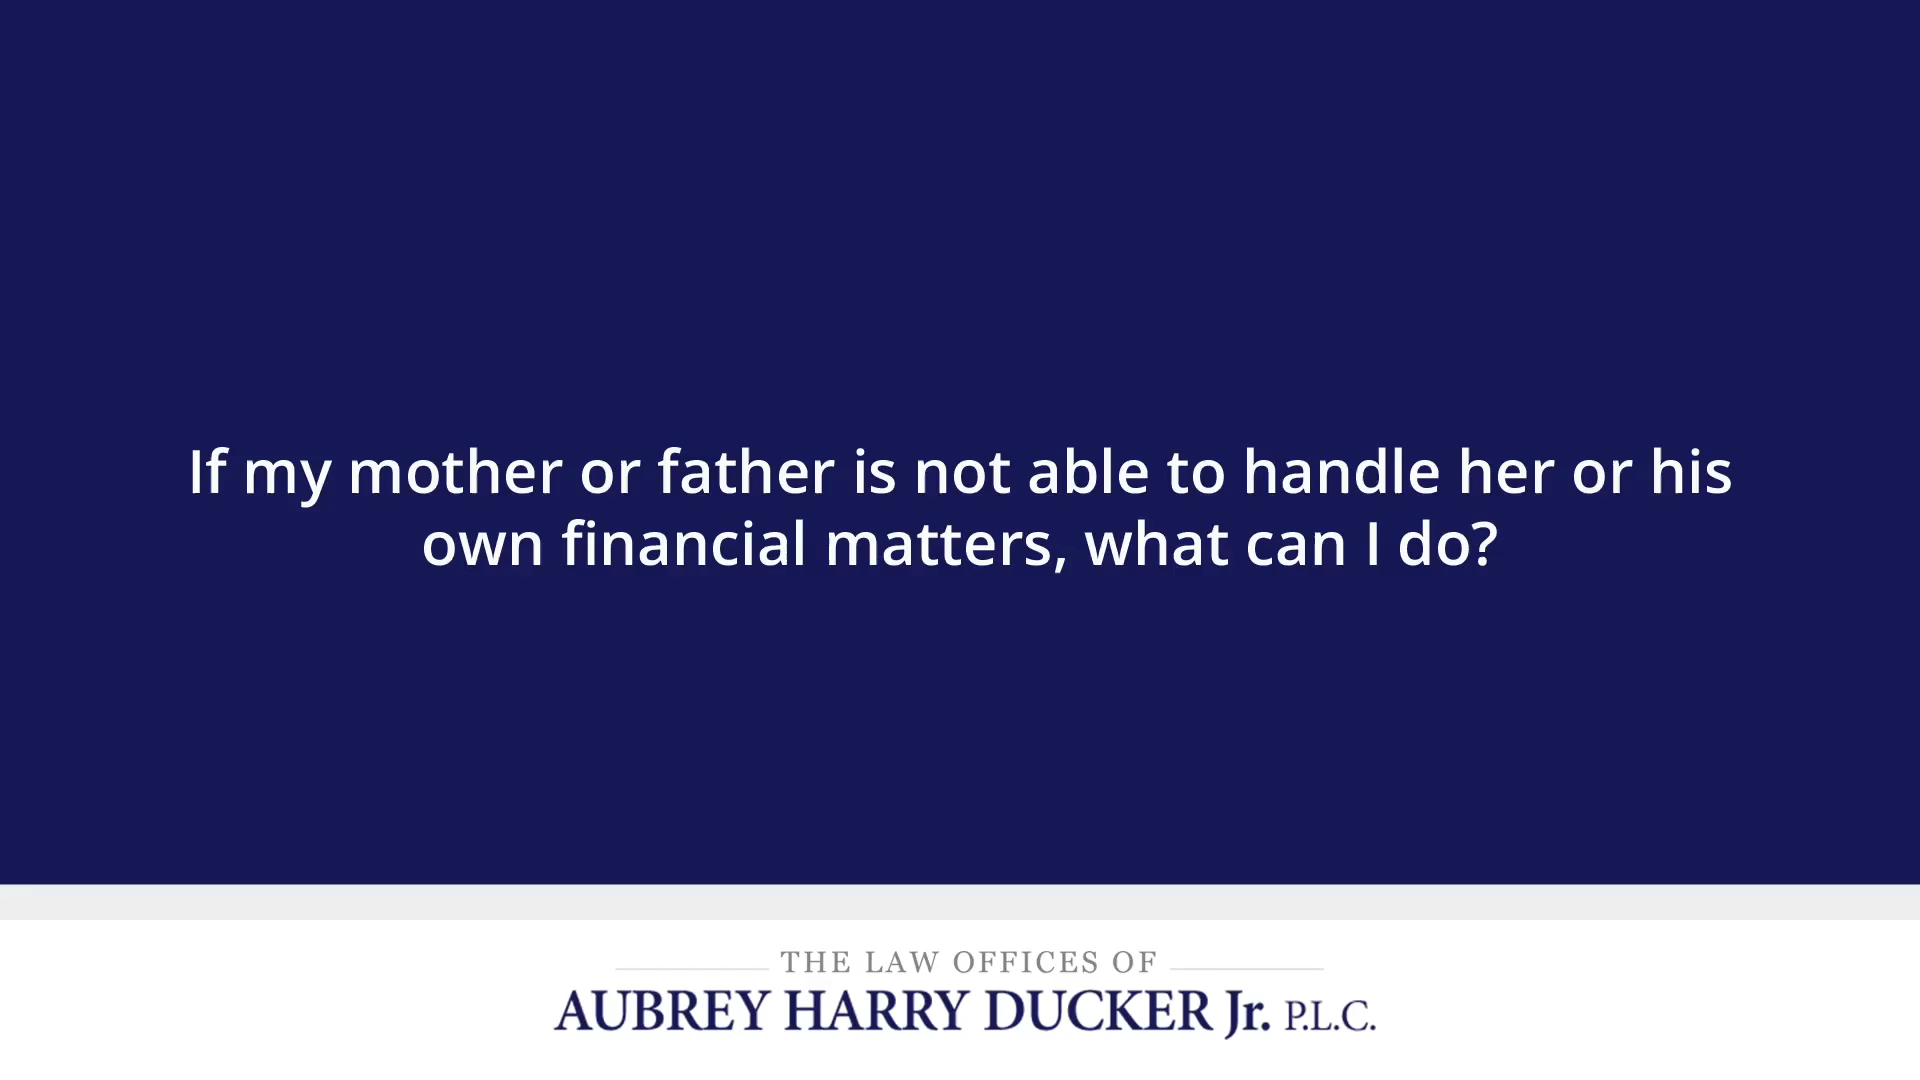 If my mother or father is not able to handle her or his
own financial matters, what can I do?
THE LAW OFFICES OF
AUBREY HARRY DUCKER Jr. P.L.C.